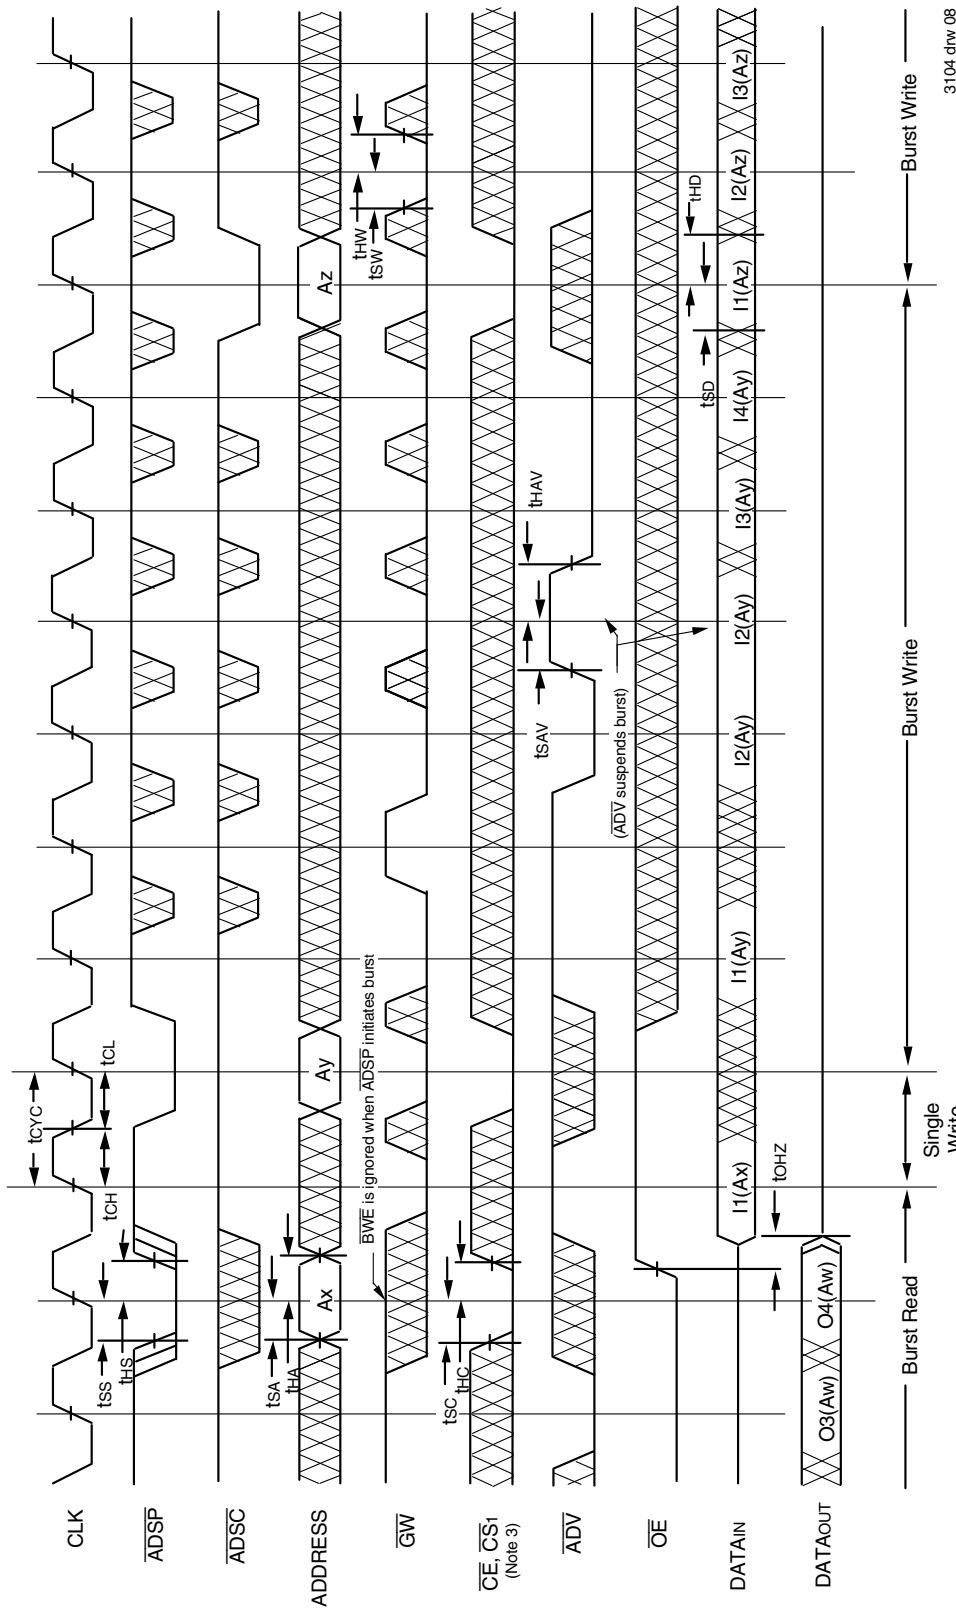 CLK
tCYC
tCH
tCL
ADSP
tSS
tHS
ADSC
ADDRESS
tSA
tHA
Ax
Ay
Az
GW
BWE is ignored when ADSP initiates burst
tHW
tSW
CE, CS1
(Note 3)
tSC
tHC
ADV
tSAV
tHAV
(ADV suspends burst)
OE
DATAIN
I1(Ax)
I1(Ay)
I2(Ay)
I2(Ay)
I3(Ay)
I4(Ay)
I1(Az)
I2(Az)
I3(Az)
tSD
tHD
tOHZ
DATAOUT
O3(Aw)
O4(Aw)
Burst Read
Single
Write
Burst Write
Burst Write
3104 drw 08